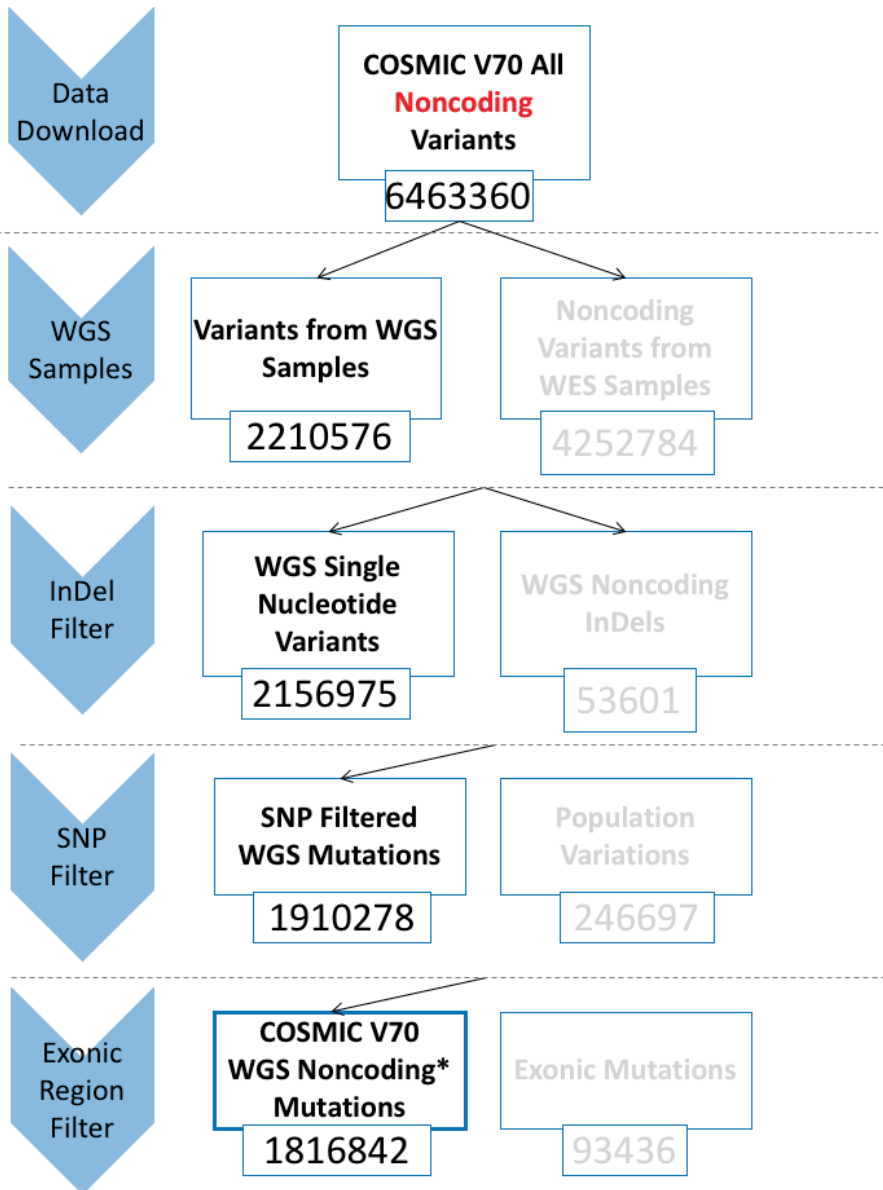 Data
Download
COSMIC V70 All
Noncoding
Variants
6463360
WGS
Samples
Variants from WGS
Samples
2210576
Noncoding
Variants from
WES Samples
4252784
InDel
Filter
WGS Single
Nucleotide
Variants
2156975
WGS Noncoding
InDels
53601
SNP
Filter
SNP Filtered
WGS Mutations
1910278
Population
Variations
246697
Exonic
Region
Filter
COSMIC V70
WGS Noncoding*
Mutations
1816842
Exonic Mutations
93436